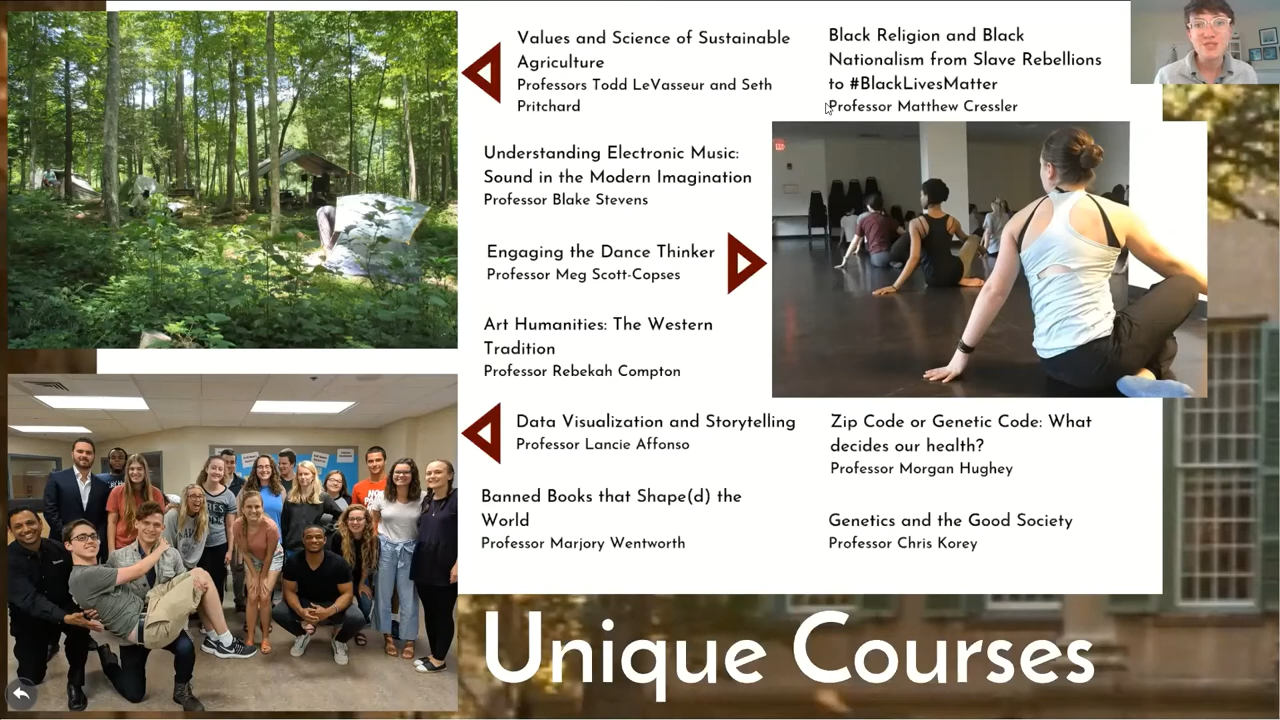 Values and Science of Sustainable
Agriculture
Professors Todd LeVasseur and Seth
Pritchard
Understanding Electronic Music:
Sound in the Modern Imagination
Professor Blake Stevens
Engaging the Dance Thinker
Professor Meg Scott-Copses
Art Humanities: The Western
Tradition
Professor Rebekah Compton
Data Visualization and Storytelling
Professor Lancie Affonso
Banned Books that Shape(d) the
World
Professor Marjory Wentworth
Black Religion and Black
Nationalism from Slave Rebellions
to #BlackLivesMatter
Professor Matthew Cressler
Zip Code or Genetic Code: What
decides our health?
Professor Morgan Hughey
Genetics and the Good Society
Professor Chris Korey
Unique Courses